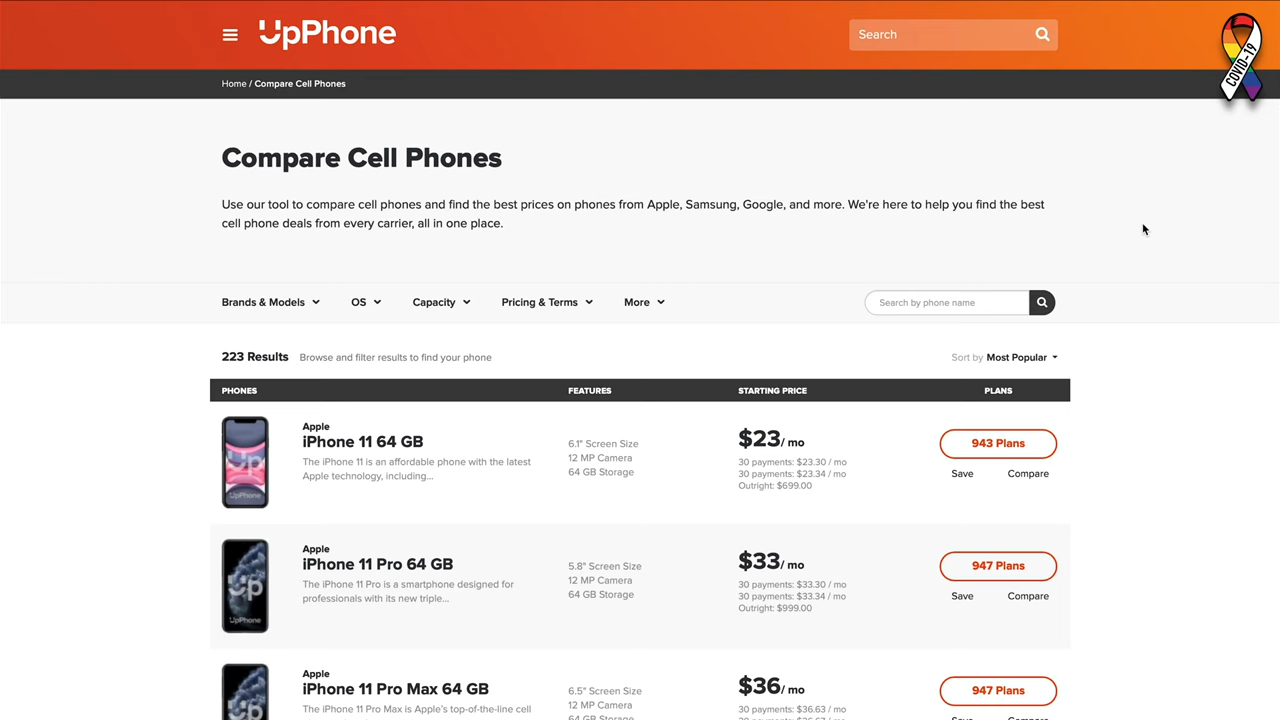 UpPhone
Search
COVID-19
Home / Compare Cell Phones
Compare Cell Phones
Use our tool to compare cell phones and find the best prices on phones from Apple, Samsung, Google, and more. We're here to help you find the best
cell phone deals from every carrier, all in one place.
Brands & Models
OS
Capacity
Pricing & Terms
More
Search by phone name
223 Results
Browse and filter results to find your phone
Sort by Most Popular
PHONES
FEATURES
STARTING PRICE
PLANS
Apple
iPhone 11 64 GB
The iPhone 11 is an affordable phone with the latest
Apple technology, including...
Up
UpPhone
6.1" Screen Size
12 MP Camera
64 GB Storage
$23/ mo
30 payments: $23.30 / mo
30 payments: $23.34 / mo
Outright: $699.00
943 Plans
Save
Compare
Apple
iPhone 11 Pro 64 GB
The iPhone 11 Pro is a smartphone designed for
professionals with its new triple...
Up
UpPhone
5.8" Screen Size
12 MP Camera
64 GB Storage
$33/ mo
30 payments: $33.30 / mo
30 payments: $33.34 / mo
Outright: $999.00
947 Plans
Save
Compare
Apple
iPhone 11 Pro Max 64 GB
The iPhone 11 Pro Max is Apple's top-of-the-line cell
Up
6.5" Screen Size
12 MP Camera
64 GB Storage
$36/ mo
30 payments: $36.63 / mo
947 Plans